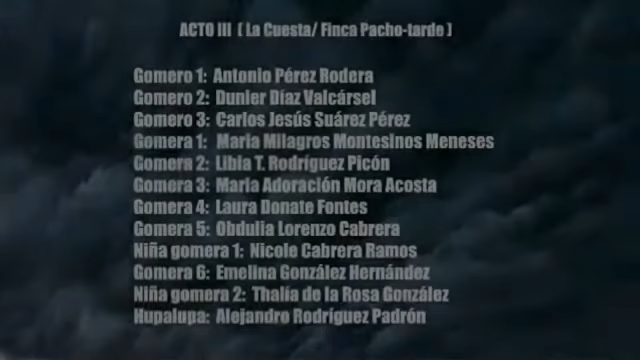 ACTO III ( La Cuesta/ Finca Pacho-tarde )
Gomero 1: Antonio Pérez Rodera
Gomero 2: Dunier Díaz Valcársel
Gomero 3: Carlos Jesús Suárez Pérez
Gomera 1: Maria Milagros Montesinos Meneses
Gomera 2: Libia T. Rodríguez Picón
Gomera 3: Maria Adoración Mora Acosta
Gomera 4: Laura Donate Fontes
Gomera 5: Obdulia Lorenzo Cabrera
Niña gomera 1: Nicole Cabrera Ramos
Gomera 6: Emelina González Hernández
Niña gomera 2: Thalía de la Rosa González
Hupalupa: Alejandro Rodríguez Padrón